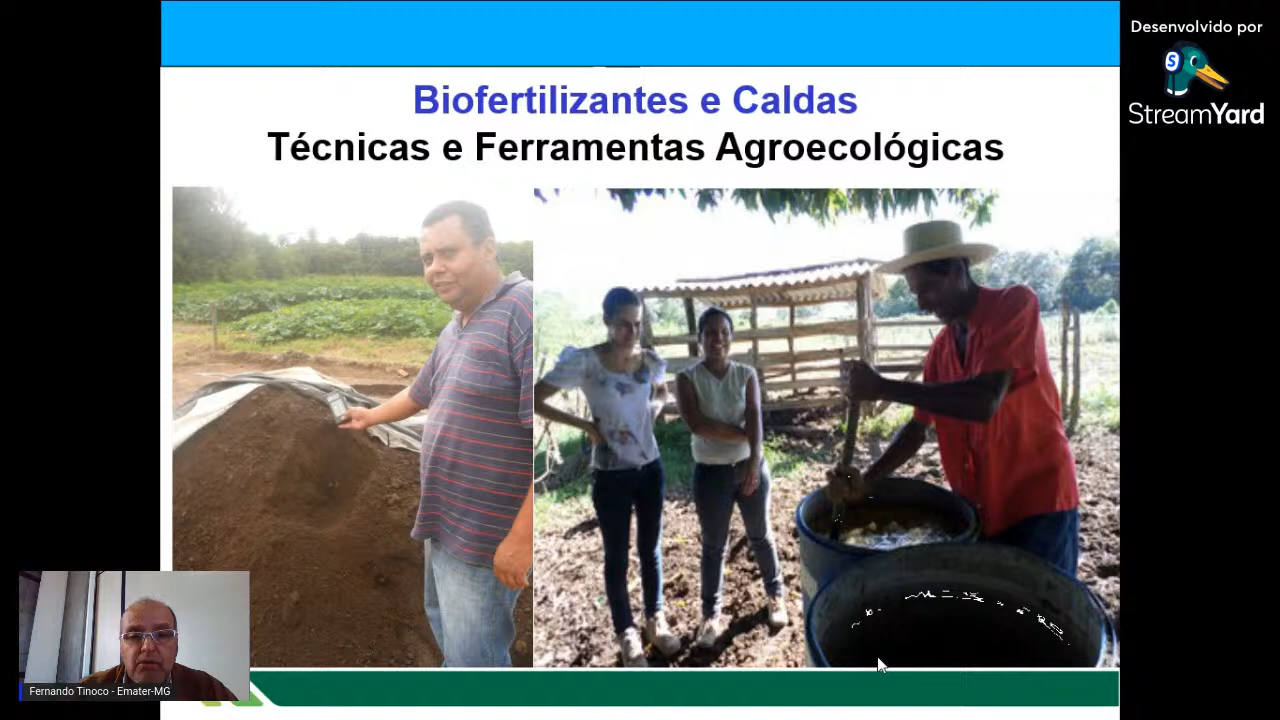 Desenvolvido por
S
StreamYard
Biofertilizantes e Caldas
Técnicas e Ferramentas Agroecológicas
Fernando Tinoco - Emater-MG